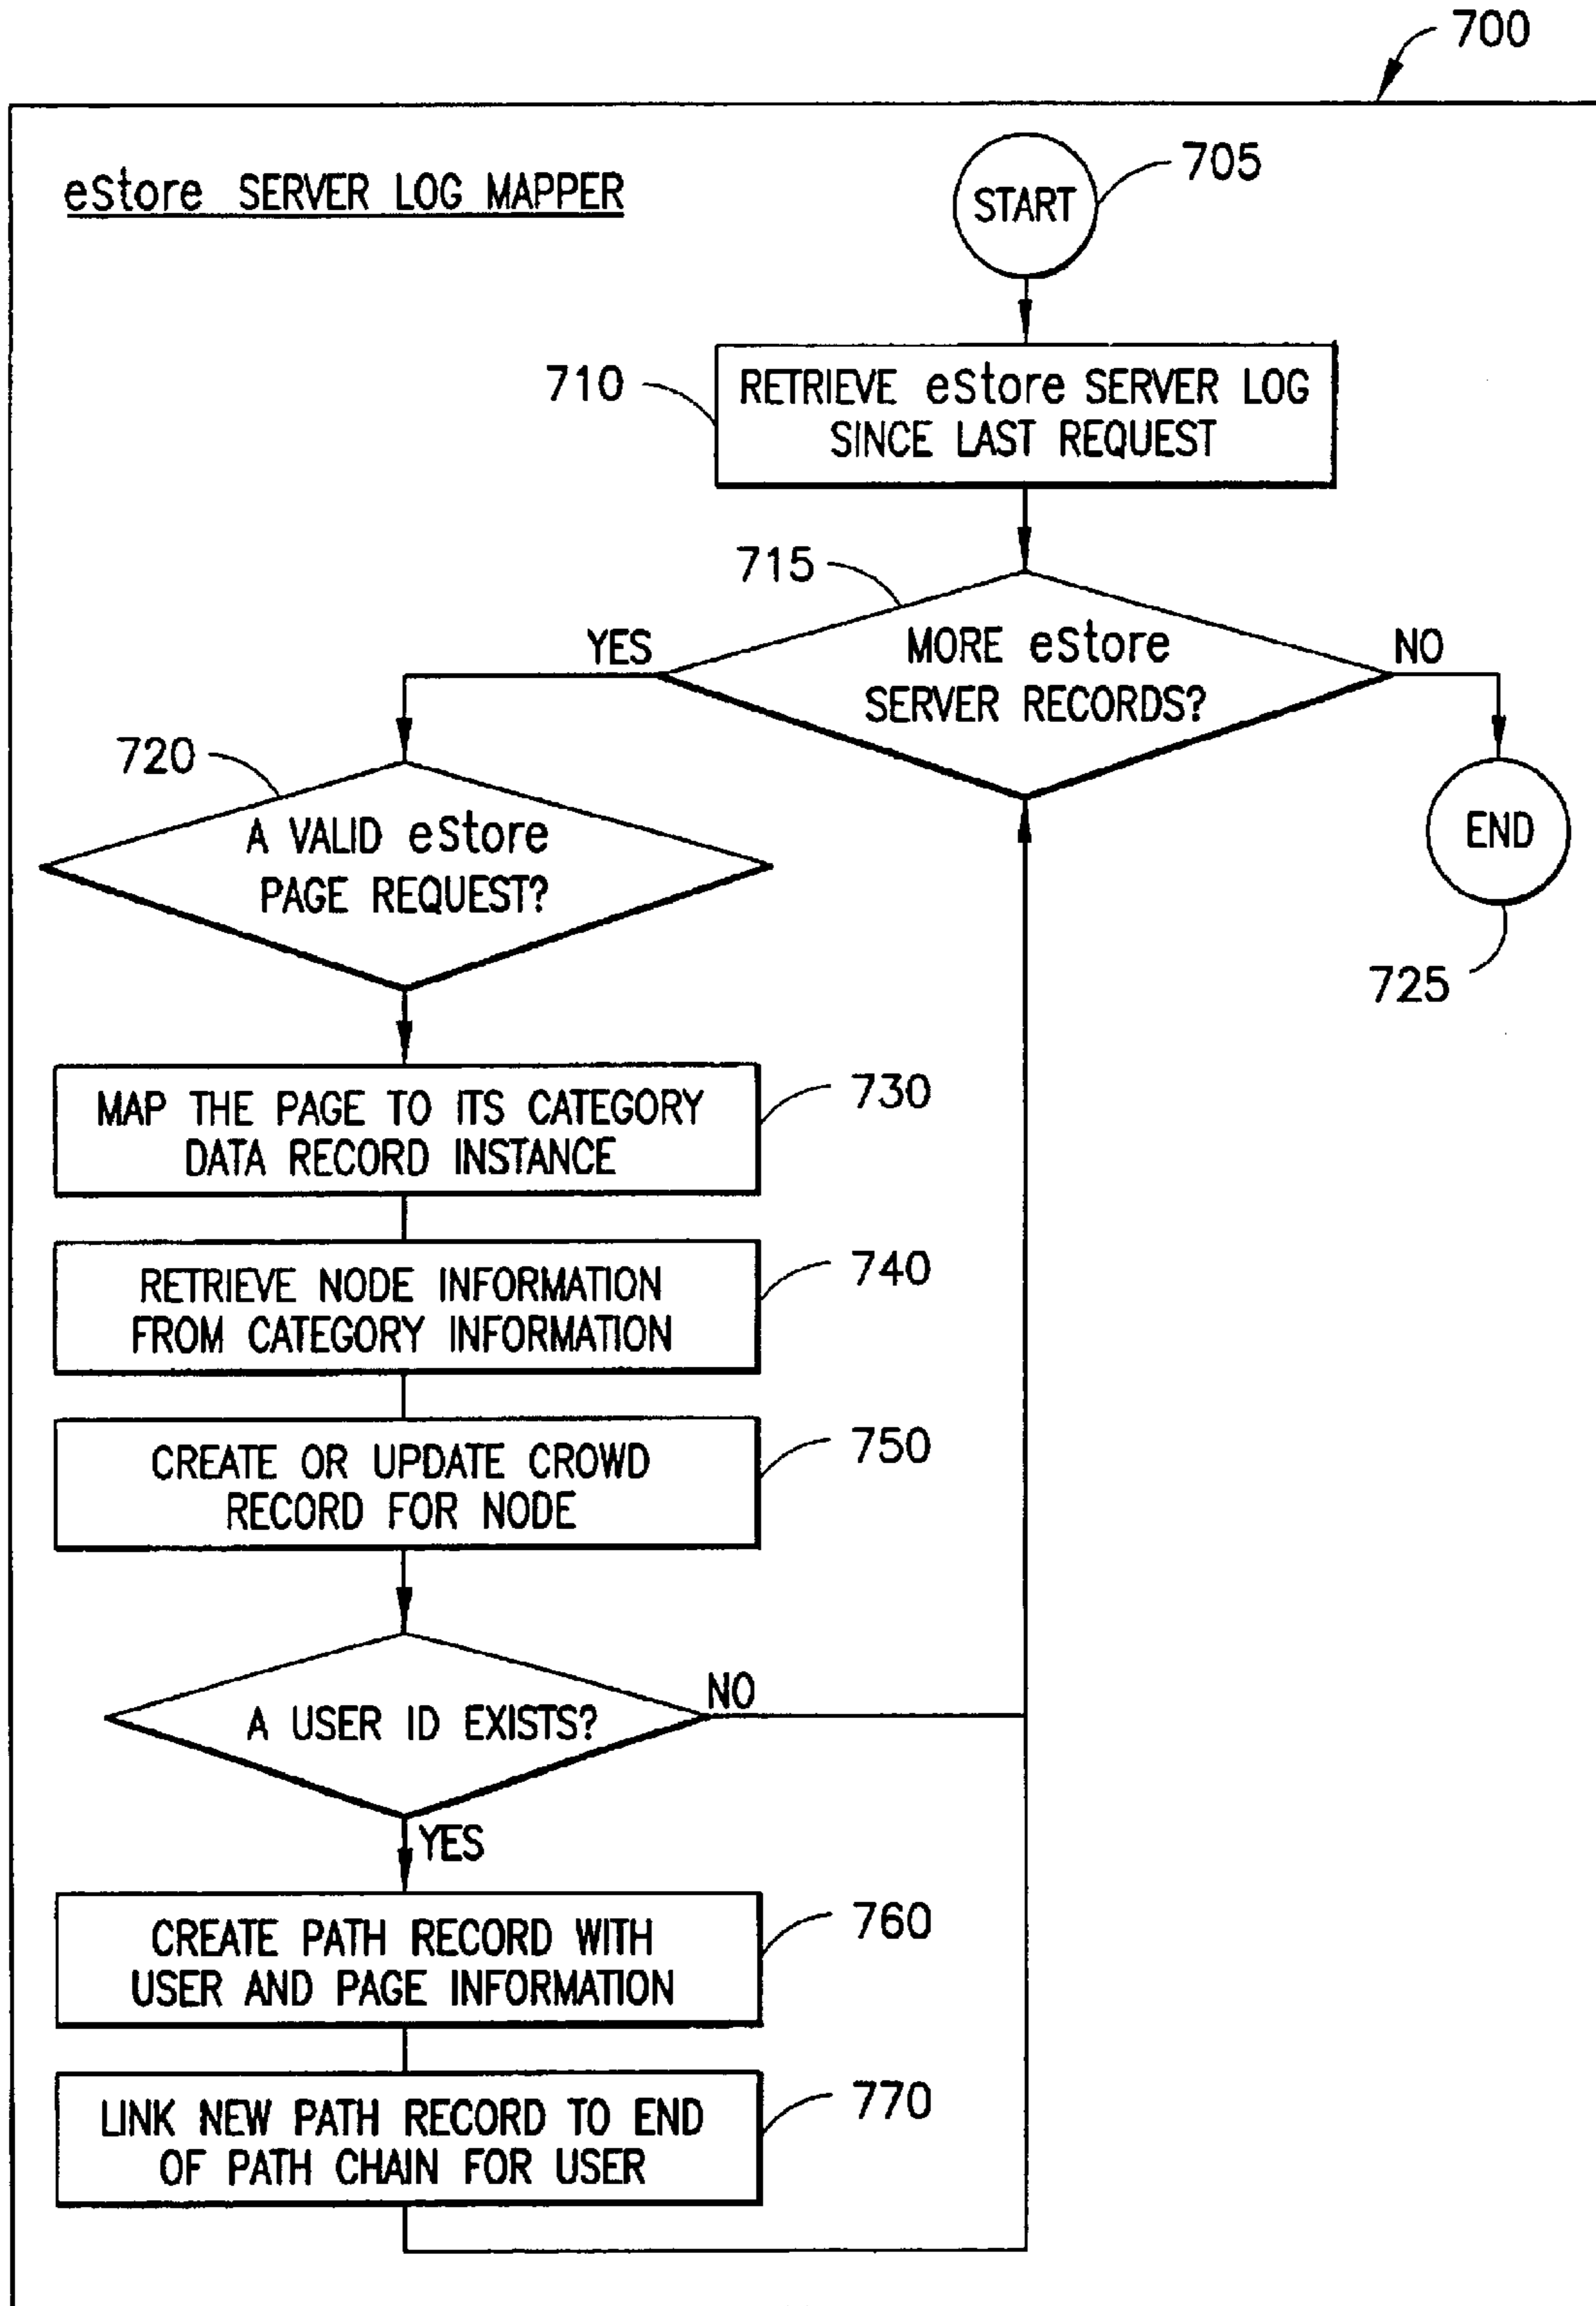 700
eStore SERVER LOG MAPPER
START
705
710
RETRIEVE eStore SERVER LOG
SINCE LAST REQUEST
715
YES
MORE eStore
SERVER RECORDS?
NO
720
A VALID eStore
PAGE REQUEST?
END
725
MAP THE PAGE TO ITS CATEGORY
DATA RECORD INSTANCE
730
RETRIEVE NODE INFORMATION
FROM CATEGORY INFORMATION
740
CREATE OR UPDATE CROWD
RECORD FOR NODE
750
A USER ID EXISTS?
NO
YES
CREATE PATH RECORD WITH
USER AND PAGE INFORMATION
760
LINK NEW PATH RECORD TO END
OF PATH CHAIN FOR USER
770